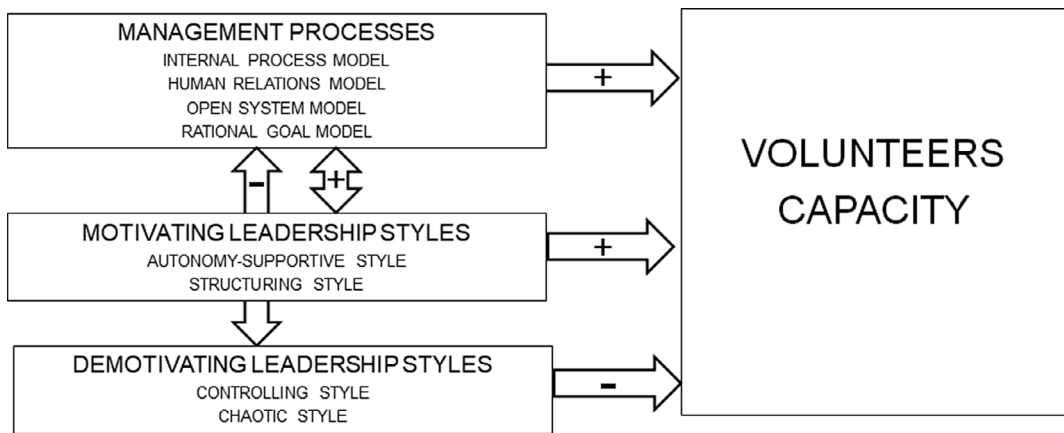 MANAGEMENT PROCESSES
INTERNAL PROCESS MODEL
HUMAN RELATIONS MODEL
OPEN SYSTEM MODEL
RATIONAL GOAL MODEL
+
-
+
MOTIVATING LEADERSHIP STYLES
AUTONOMY-SUPPORTIVE STYLE
STRUCTURING STYLE
+
DEMOTIVATING LEADERSHIP STYLES
CONTROLLING STYLE
CHAOTIC STYLE
-
VOLUNTEERS
CAPACITY